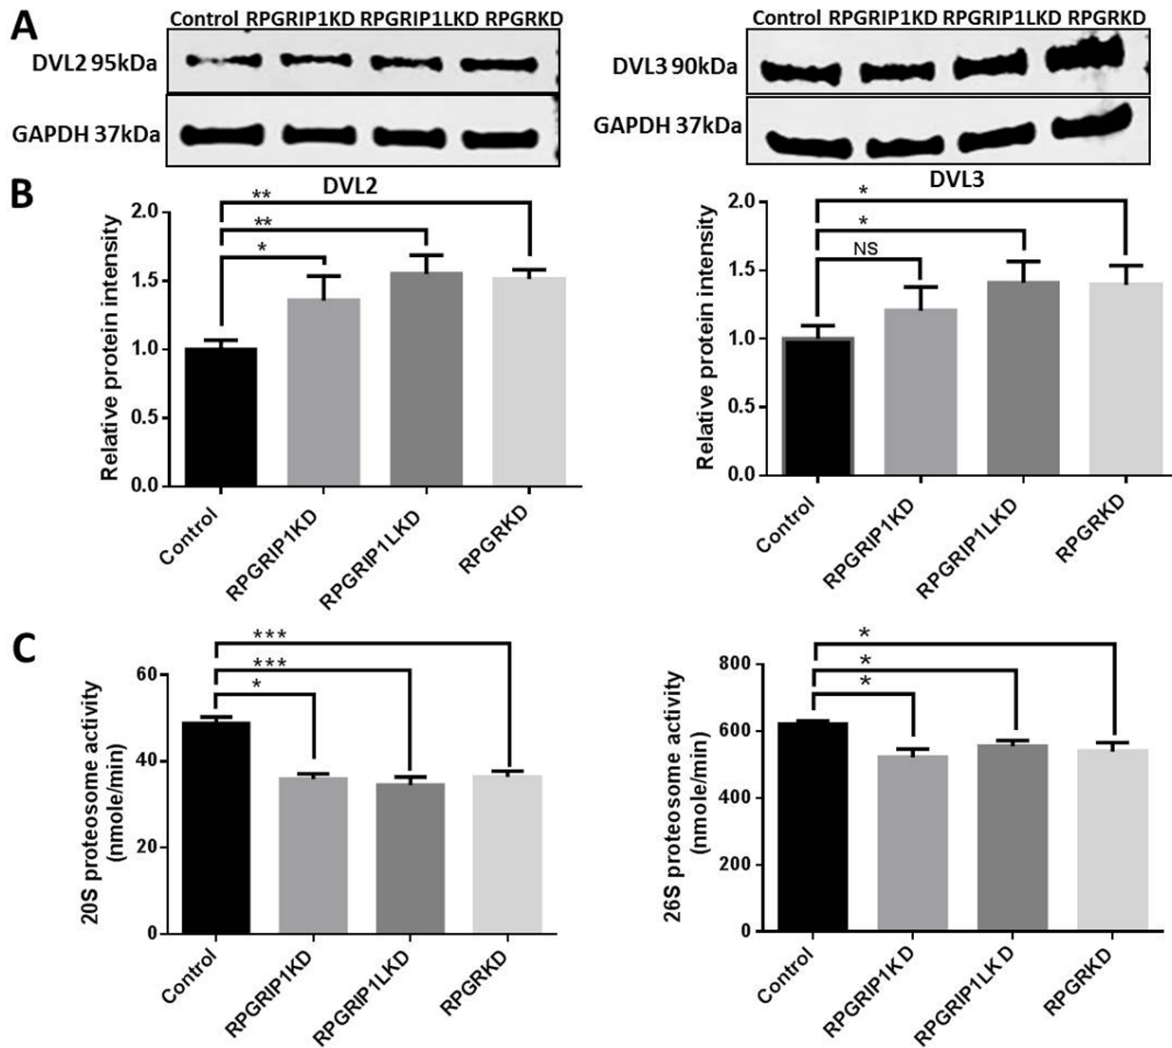 A
Control RPGRIP1KD RPGRIP1LKD RPGRKD
DVL2 95kDa
GAPDH 37kDa
Control RPGRIP1KD RPGRIP1LKD RPGRKD
DVL3 90kDa
GAPDH 37kDa
B
DVL2
Relative protein intensity
2.0
1.5
1.0
0.5
0.0
**
**
*
Control
RPGRIP1KD
RPGRIP1LKD
RPGRKD
DVL3
Relative protein intensity
2.0
1.5
1.0
0.5
0.0
*
*
NS
Control
RPGRIP1KD
RPGRIP1LKD
RPGRKD
C
20S proteosome activity
(nmole/min)
60
40
20
0
***
***
*
Control
RPGRIP1KD
RPGRIP1LKD
RPGRKD
26S proteosome activity
(nmole/min)
800
600
400
200
0
*
*
*
Control
RPGRIP1KD
RPGRIP1LKD
RPGRKD